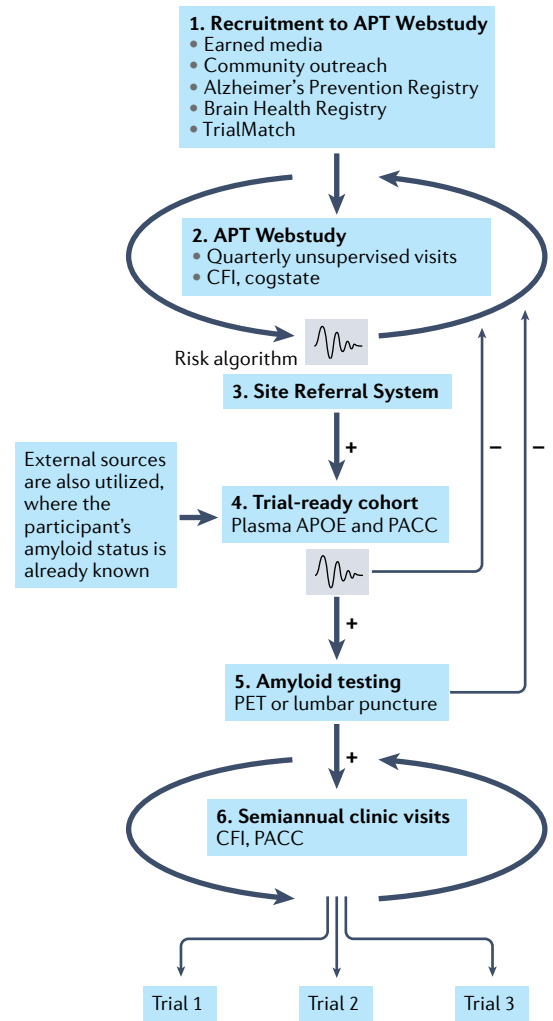 1. Recruitment to APT Webstudy
• Earned media
• Community outreach
• Alzheimer's Prevention Registry
• Brain Health Registry
• TrialMatch
2. APT Webstudy
• Quarterly unsupervised visits
• CFI, cogstate
Risk algorithm
3. Site Referral System
+
–
–
External sources
are also utilized,
where the
participant's
amyloid status is
already known
4. Trial-ready cohort
Plasma APOE and PACC
+
5. Amyloid testing
PET or lumbar puncture
+
6. Semiannual clinic visits
CFI, PACC
Trial 1
Trial 2
Trial 3